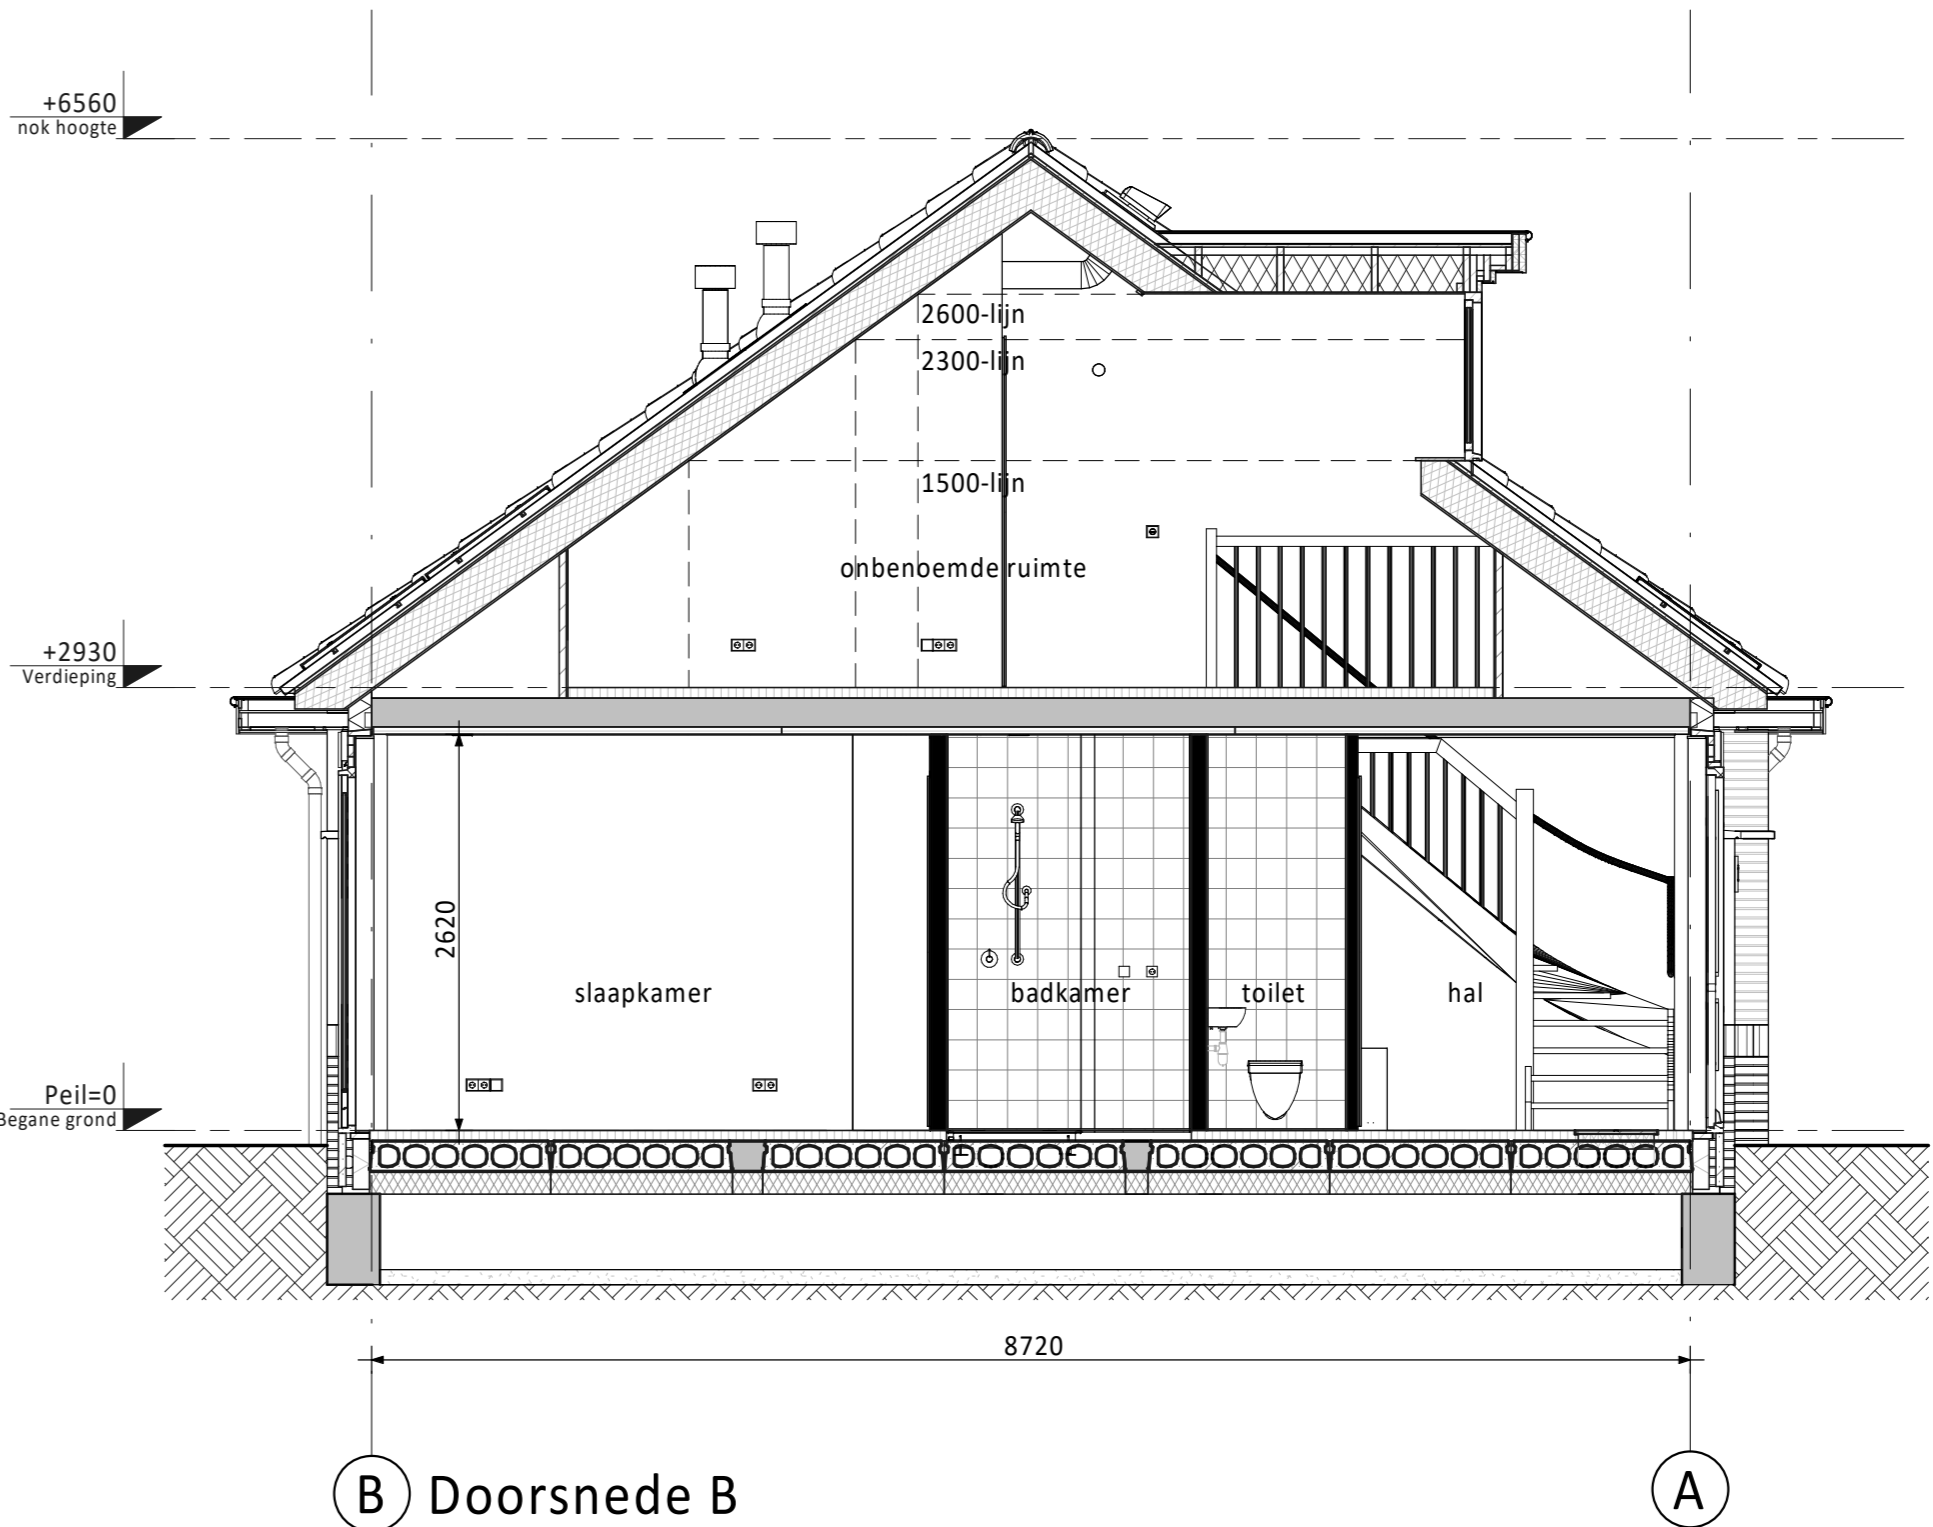 +6560
nok hoogte
2600-lijn
2300-lijn
1500-lijn
onbenoemde ruimte
+2930
Verdieping
2620
slaapkamer
badkamer
toilet
hal
Peil=0
Begane grond
8720
B
Doorsnede B
A